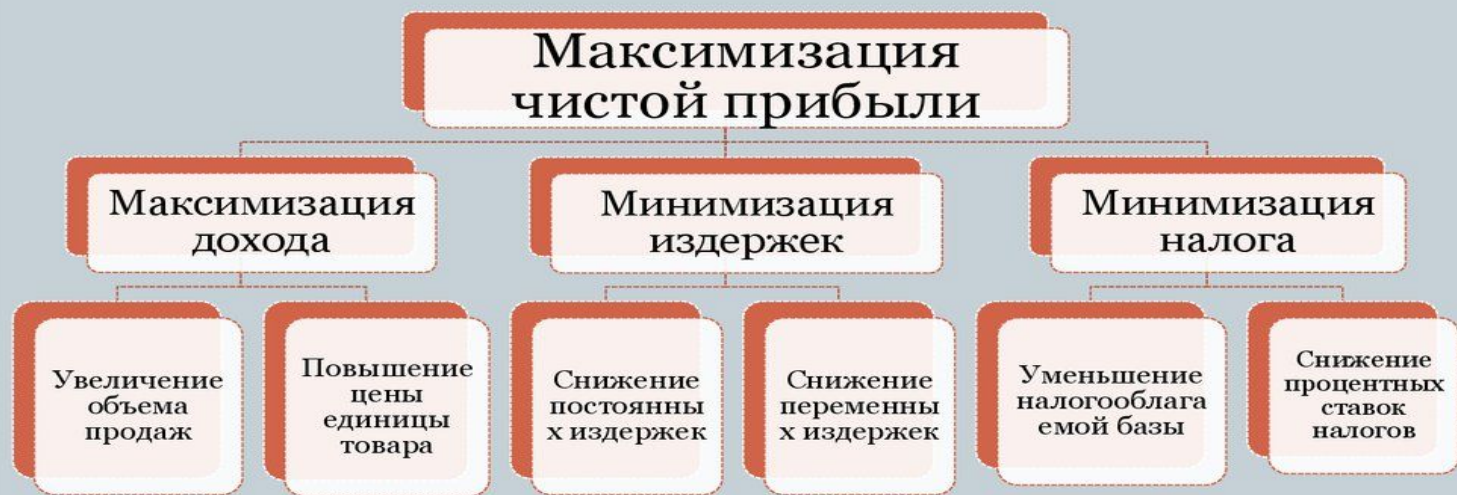 Максимизация
чистой прибыли
Максимизация
дохода
Минимизация
издержек
Минимизация
налога
Увеличение
объема
продаж
Повышение
цены
единицы
товара
Снижение
постоянны
х издержек
Снижение
переменны
х издержек
Уменьшение
налогооблага
емой базы
Снижение
процентных
ставок
налогов